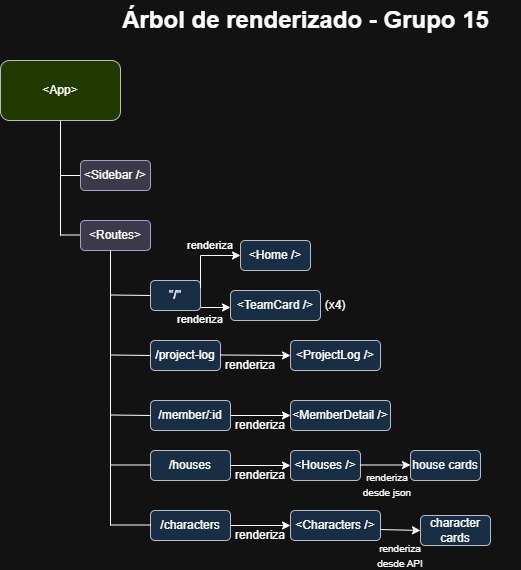 Árbol de renderizado - Grupo 15
<App>
<Sidebar />
<Routes>
renderiza
<Home />
"/"
<TeamCard /> (x4)
renderiza
/project-log
renderiza
<ProjectLog />
/member/:id
renderiza
<MemberDetail />
/houses
renderiza
<Houses />
renderiza
desde json
house cards
/characters
renderiza
<Characters />
renderiza
desde API
character
cards